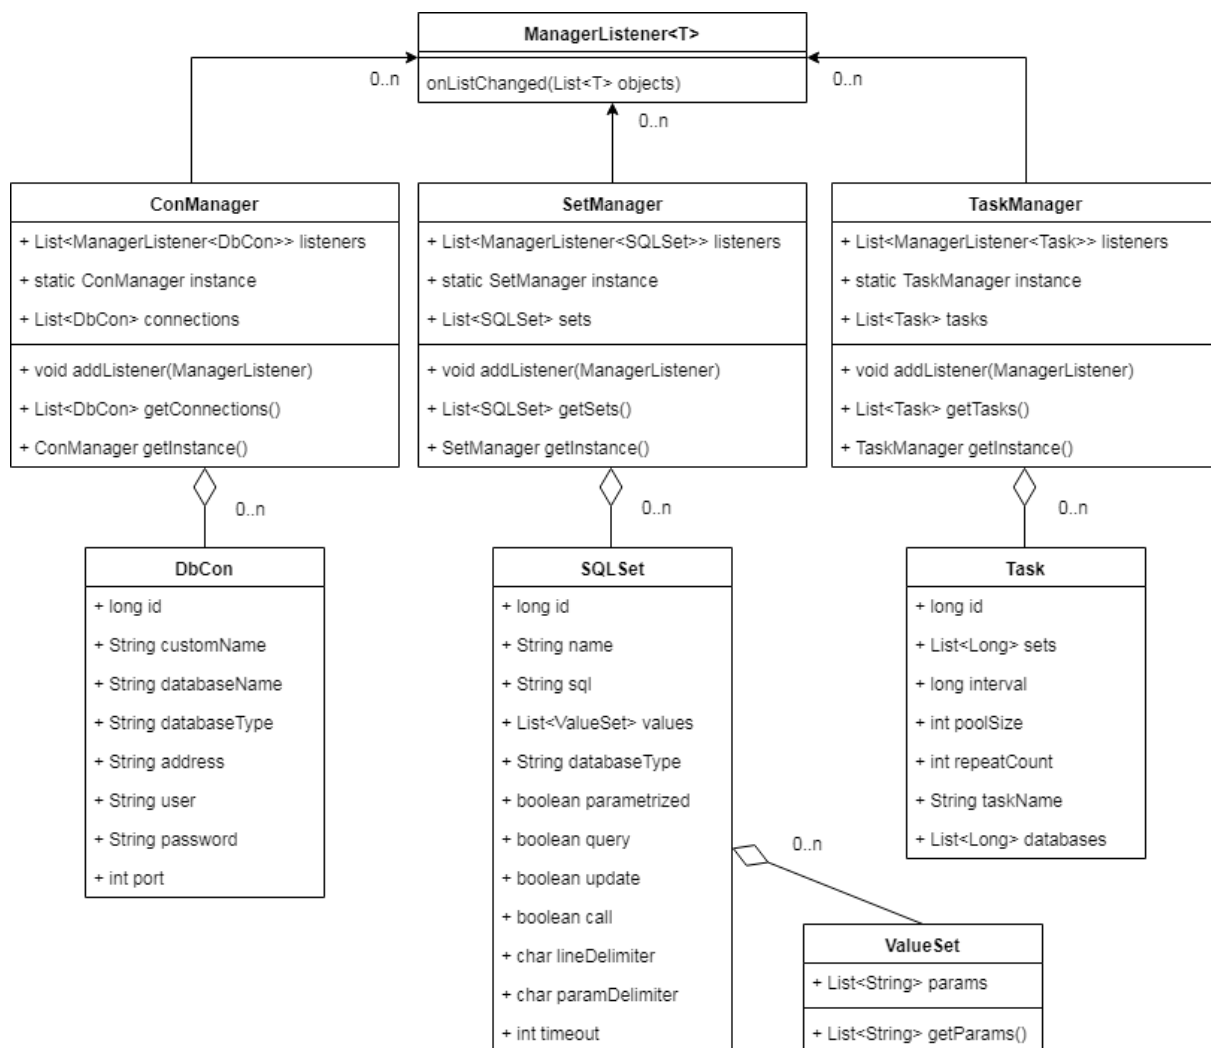 ManagerListener<T>
onListChanged(List<T> objects)
0..n
0..n
0..n
ConManager
+ List<ManagerListener<DbCon>> listeners
+ static ConManager instance
+ List<DbCon> connections
+ void addListener(ManagerListener)
+ List<DbCon> getConnections()
+ ConManager getInstance()
SetManager
+ List<ManagerListener<SQLSet>> listeners
+ static SetManager instance
+ List<SQLSet> sets
+ void addListener(ManagerListener)
+ List<SQLSet> getSets()
+ SetManager getInstance()
TaskManager
+ List<ManagerListener<Task>> listeners
+ static TaskManager instance
+ List<Task> tasks
+ void addListener(ManagerListener)
+ List<Task> getTasks()
+ TaskManager getInstance()
0..n
0..n
0..n
DbCon
+ long id
+ String customName
+ String databaseName
+ String databaseType
+ String address
+ String user
+ String password
+ int port
SQLSet
+ long id
+ String name
+ String sql
+ List<ValueSet> values
+ String databaseType
+ boolean parametrized
+ boolean query
+ boolean update
+ boolean call
+ char lineDelimiter
+ char paramDelimiter
+ int timeout
Task
+ long id
+ List<Long> sets
+ long interval
+ int poolSize
+ int repeatCount
+ String taskName
+ List<Long> databases
0..n
ValueSet
+ List<String> params
+ List<String> getParams()